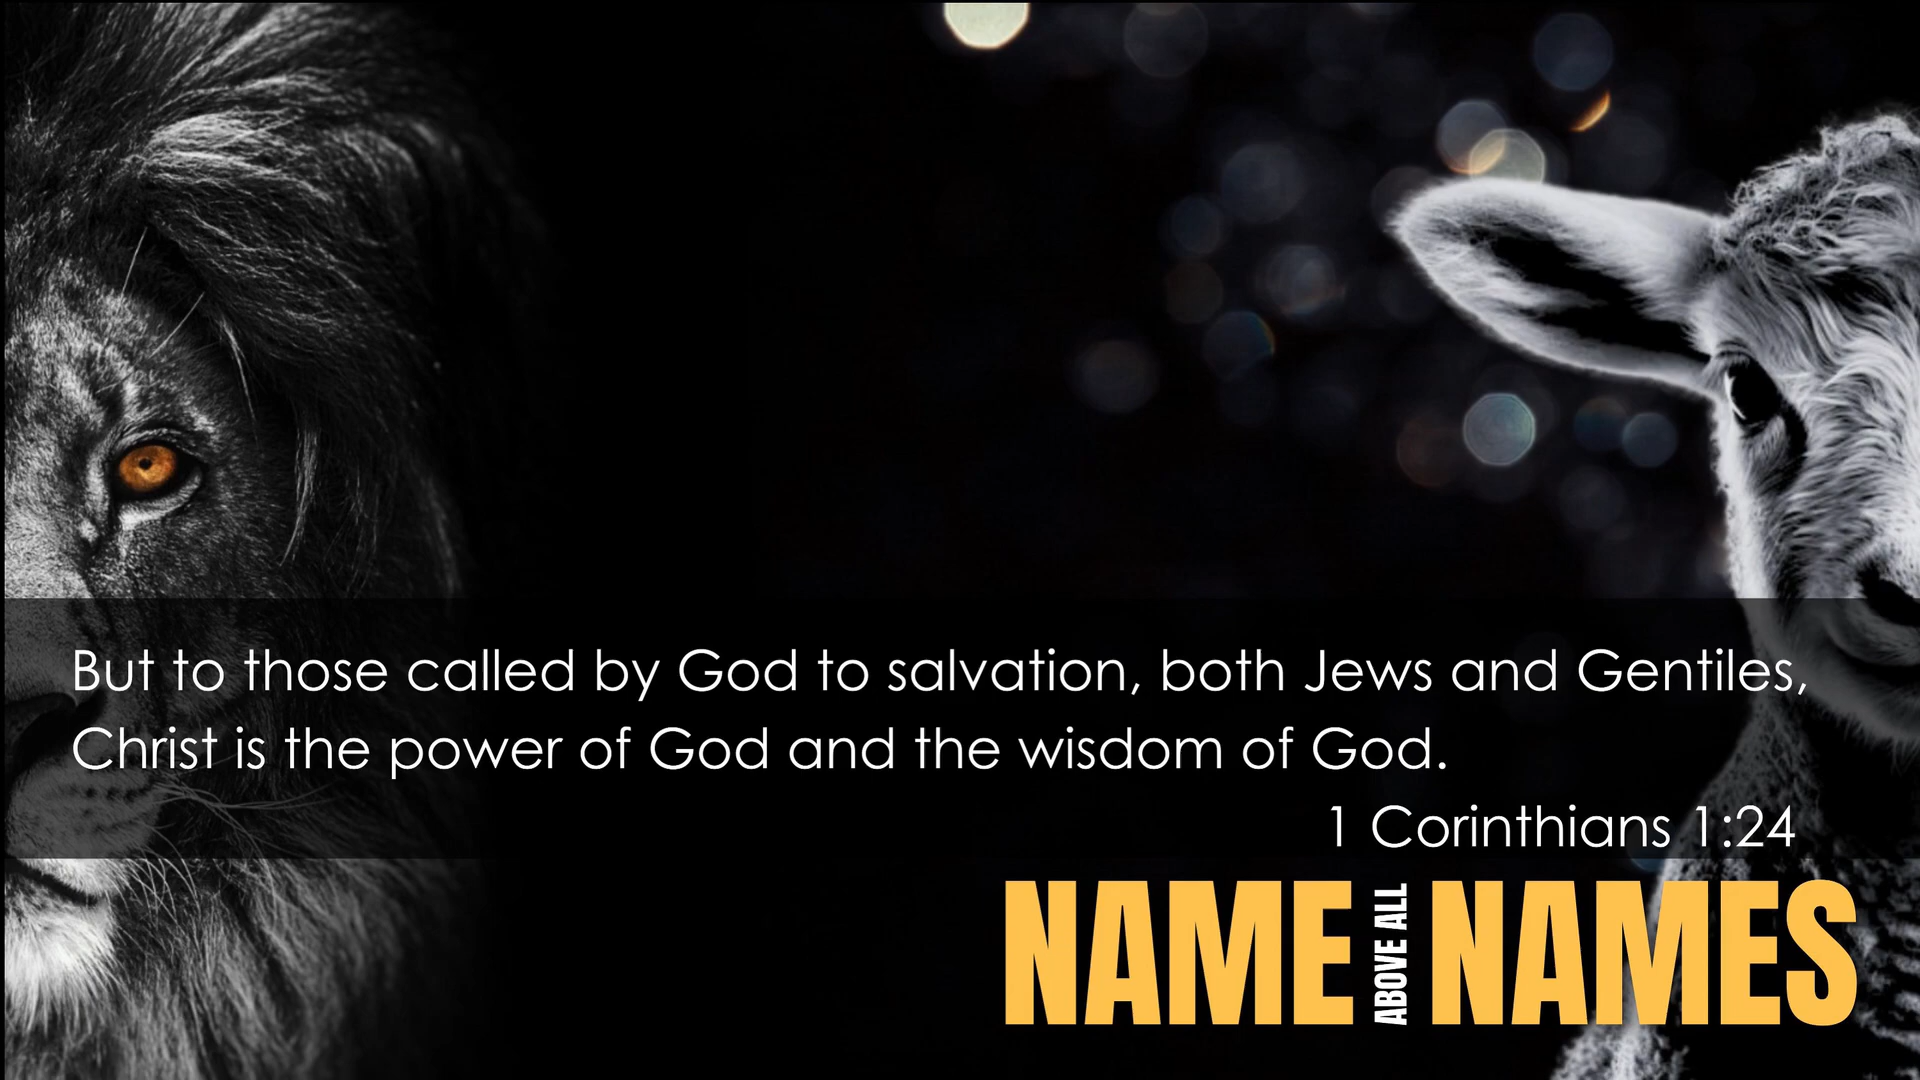 But to those called by God to salvation, both Jews and Gentiles,
Christ is the power of God and the wisdom of God.
1 Corinthians 1:24
NAME ABOVE ALL NAMES